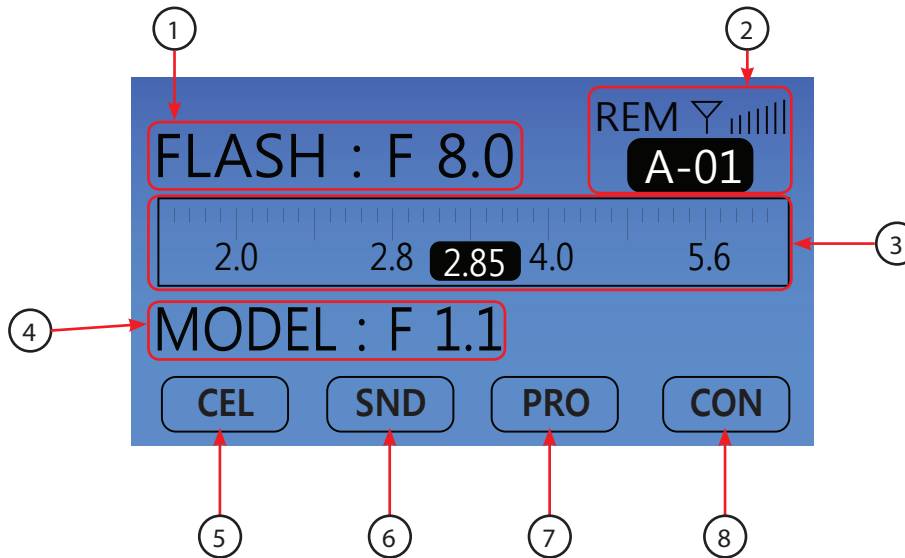 1
2
REM
FLASH : F 8.0
A-01
2.0 2.8 2.85 4.0 5.6
3
MODEL : F 1.1
4
CEL SND PRO CON
5 6 7 8